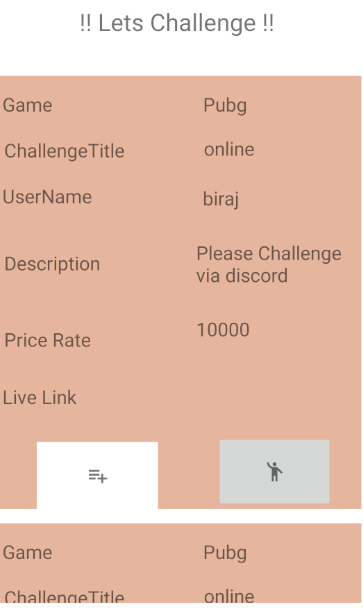 !! Lets Challenge !!
Game Pubg
ChallengeTitle online
UserName biraj
Description Please Challenge
via discord
Price Rate 10000
Live Link
Game Pubg
ChallengeTitle online